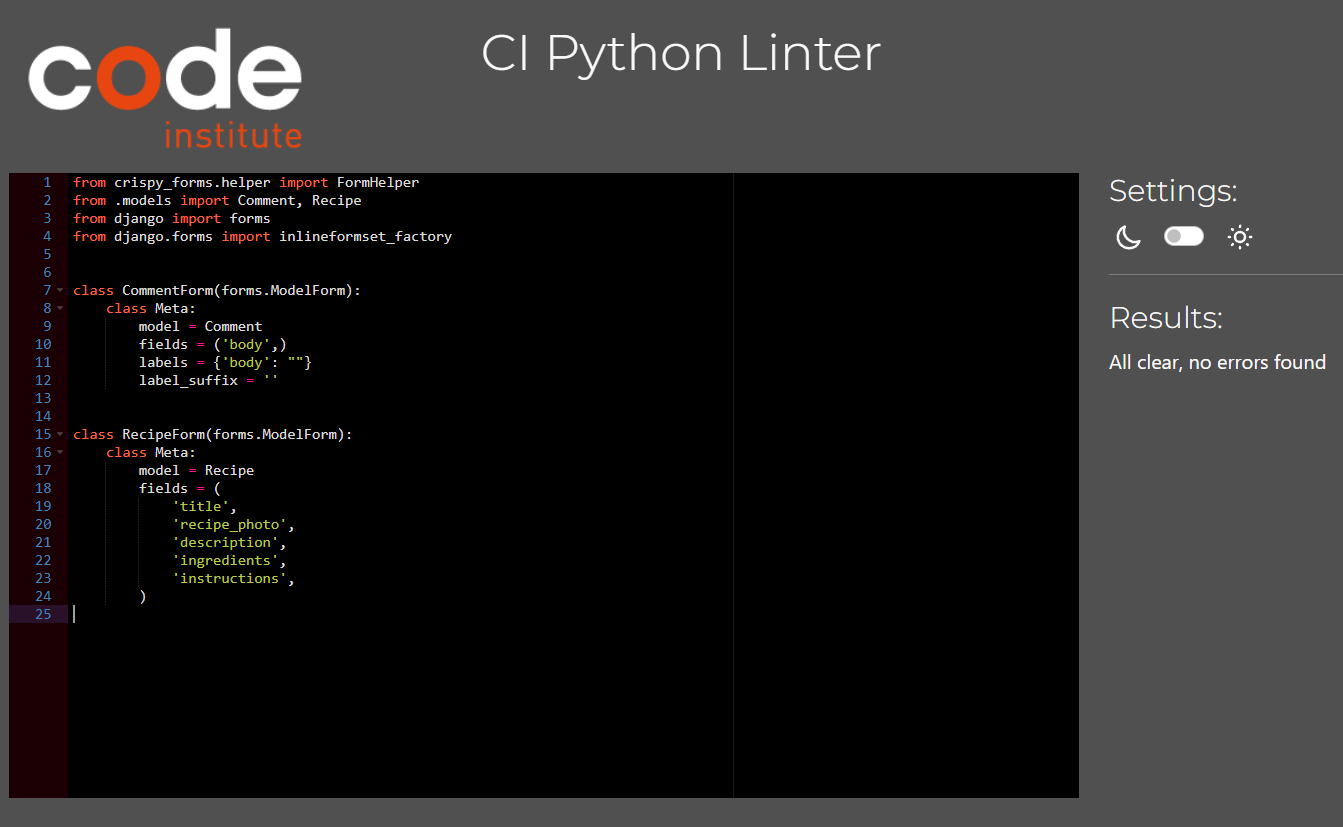 code
institute
CI Python Linter
1 from crispy_forms.helper import FormHelper
2 from .models import Comment, Recipe
3 from django import forms
4 from django.forms import inlineformset_factory
5
6
7 class CommentForm(forms.ModelForm):
8     class Meta:
9         model = Comment
10         fields = ('body',)
11         labels = {'body': ""}
12         label_suffix = ''
13
14
15 class RecipeForm(forms.ModelForm):
16     class Meta:
17         model = Recipe
18         fields = (
19             'title',
20             'recipe_photo',
21             'description',
22             'ingredients',
23             'instructions',
24         )
25
Settings:
Results:
All clear, no errors found